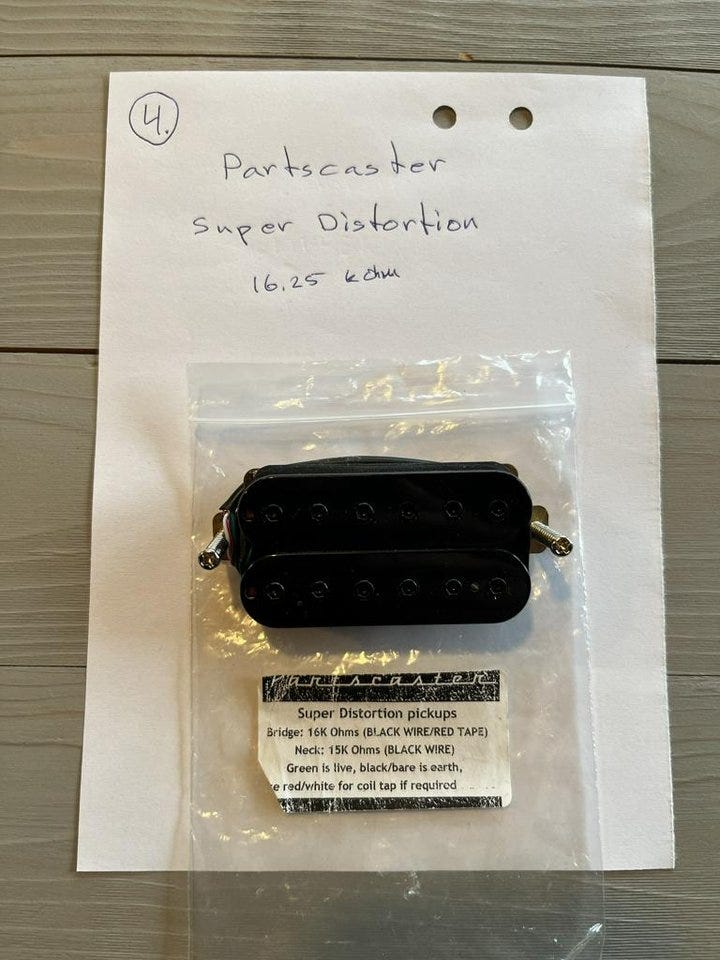 4.
Partscaster
Super Distortion
16.25 kOhm
Partscaster
Super Distortion pickups
Bridge: 16K Ohms (BLACK WIRE/RED TAPE)
Neck: 15K Ohms (BLACK WIRE)
Green is live, black/bare is earth,
red/white for coil tap if required